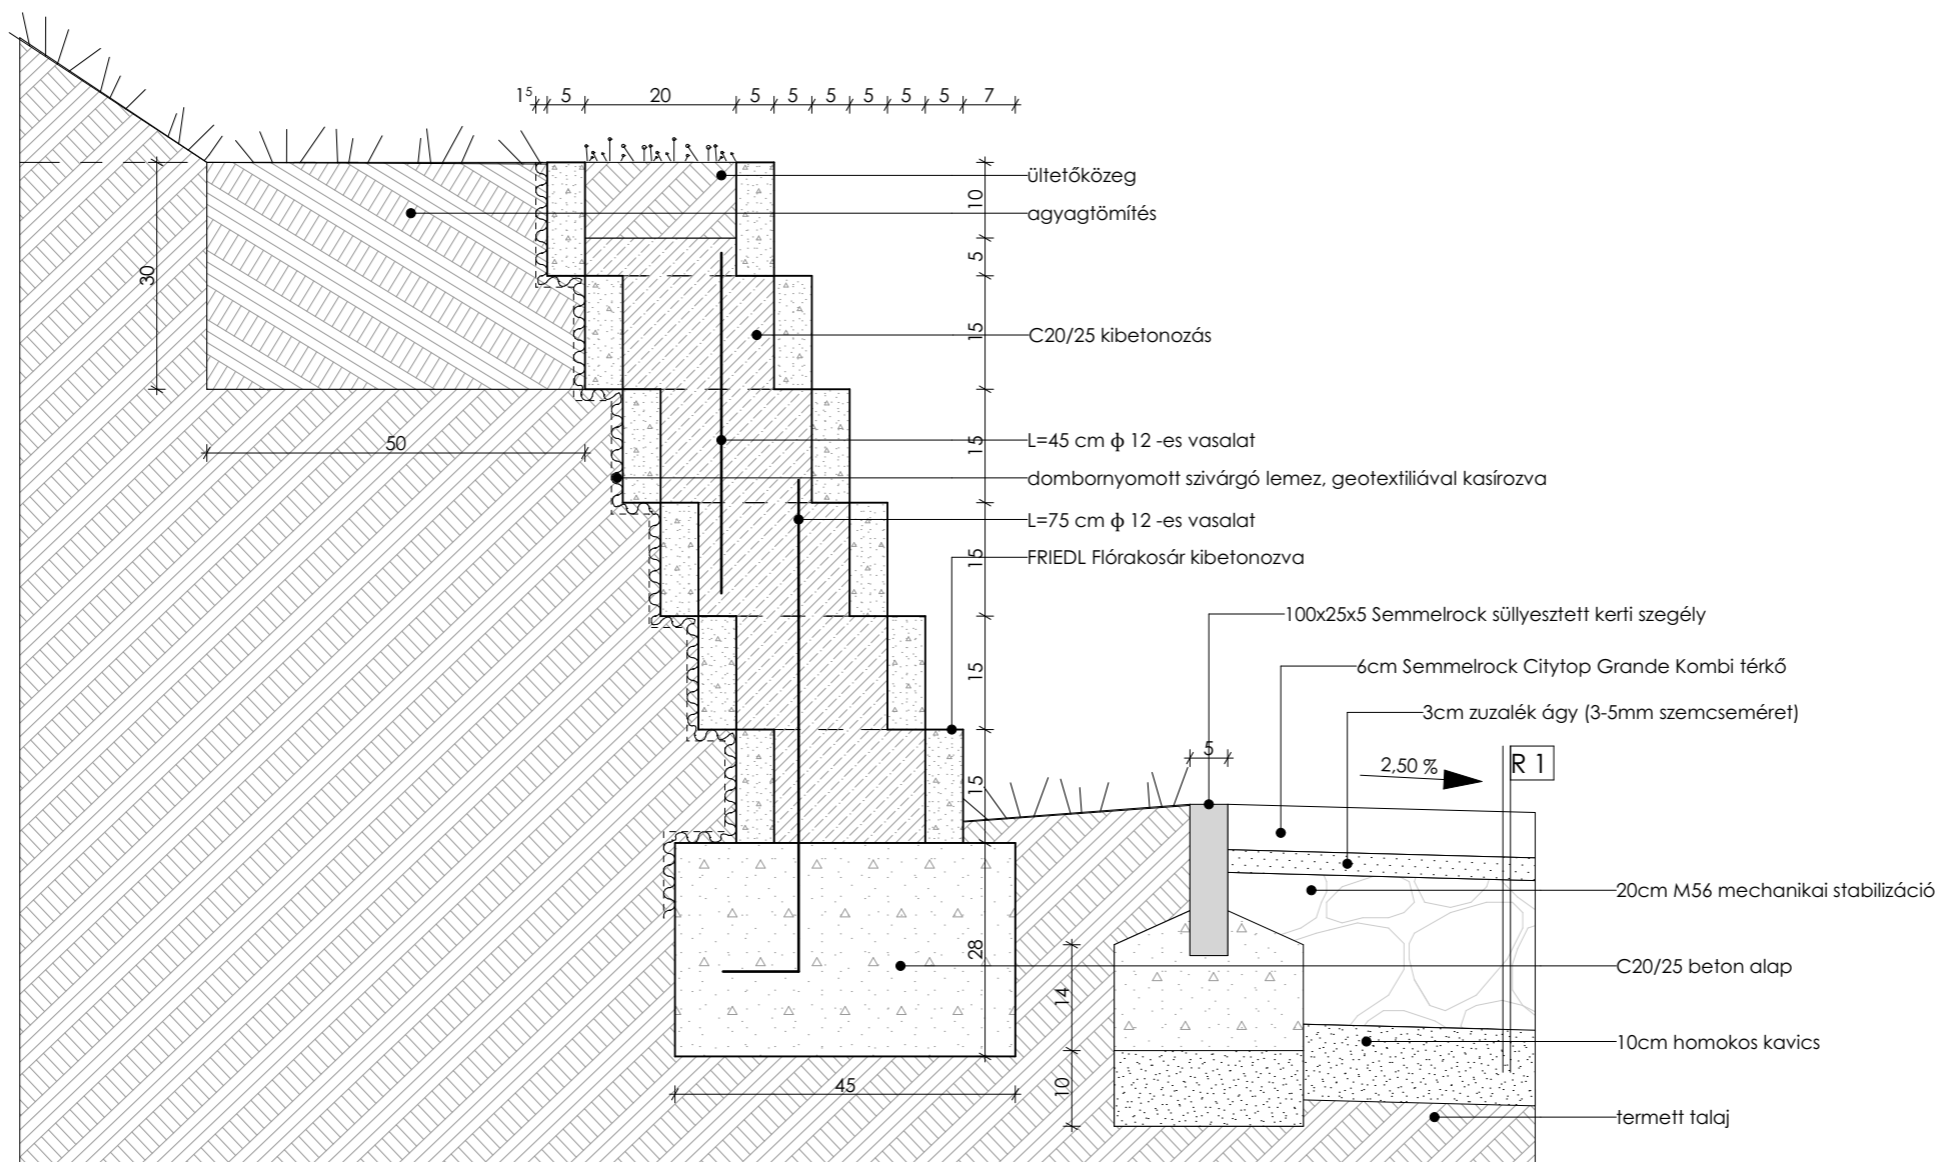 1⁵ 5 20 5 5 5 5 5 5 7
ültetőközeg
10
agyagtömítés
5
30
15
C20/25 kibetonozás
50
15
L=45 cm ϕ 12 -es vasalat
dombornyomott szivárgó lemez, geotextiliával kasírozva
L=75 cm ϕ 12 -es vasalat
15
FRIEDL Flórakosár kibetonozva
100x25x5 Semmelrock süllyesztett kerti szegély
15
6cm Semmelrock Citytop Grande Kombi térkő
3cm zuzalék ágy (3-5mm szemcseméret)
5
2,50 %
R 1
15
20cm M56 mechanikai stabilizáció
28
C20/25 beton alap
14
10cm homokos kavics
45
10
termett talaj